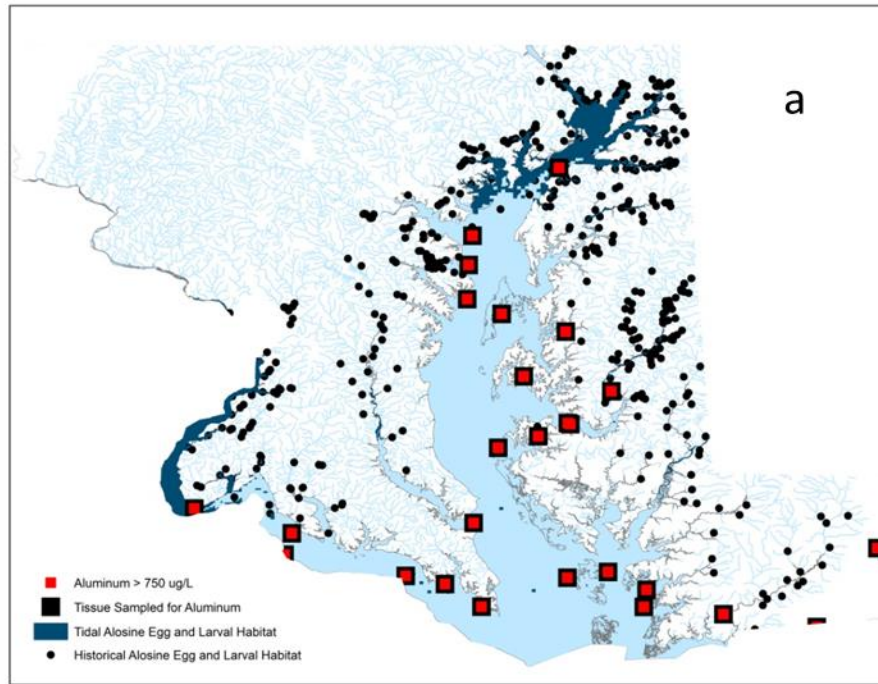 a
Aluminum > 750 ug/L
Tissue Sampled for Aluminum
Tidal Alosine Egg and Larval Habitat
Historical Alosine Egg and Larval Habitat